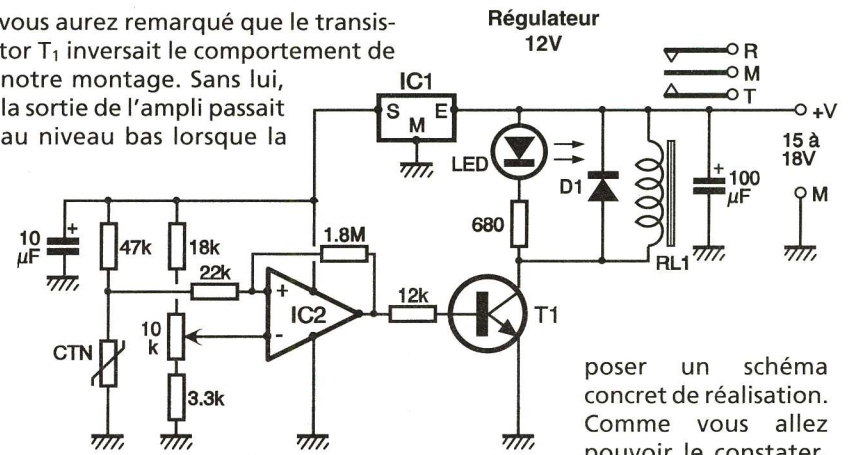 vous aurez remarqué que le transis-
tor T₁ inversait le comportement de
notre montage. Sans lui,
la sortie de l'ampli passait
au niveau bas lorsque la
Régulateur
12V
R
M
T
IC1
S
E
M
+V
15 à
18V
M
LED
D1
680
RL1
+
100
µF
10
µF
+
47k
18k
1.8M
22k
+
IC2
-
12k
T1
10
k
CTN
3.3k
poser un schéma
concret de réalisation.
Comme vous allez
pouvoir le constater,